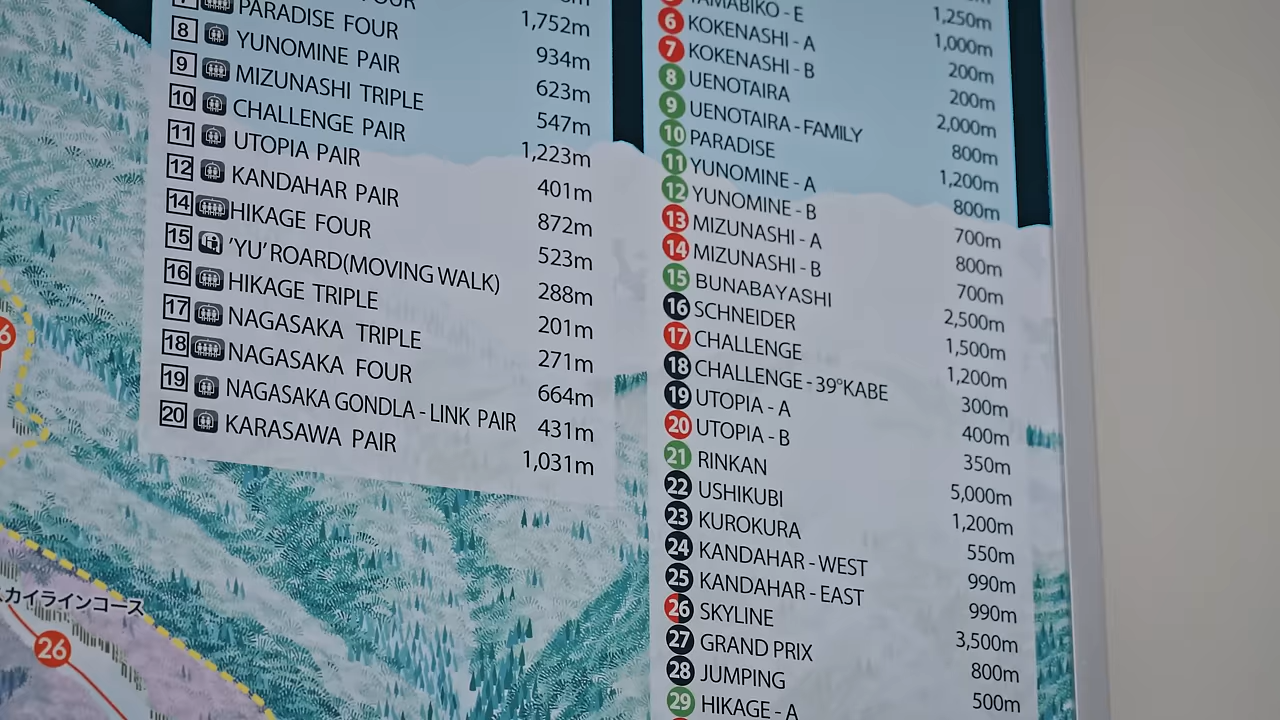 FOUR 1,752m
7 PARADISE FOUR 934m
8 YUNOMINE PAIR 623m
9 MIZUNASHI TRIPLE 547m
10 CHALLENGE PAIR 1,223m
11 UTOPIA PAIR 401m
12 KANDAHAR PAIR 872m
14 HIKAGE FOUR 523m
15 'YU' ROARD(MOVING WALK) 288m
16 HIKAGE TRIPLE 201m
17 NAGASAKA TRIPLE 271m
18 NAGASAKA FOUR 664m
19 NAGASAKA GONDLA - LINK PAIR 431m
20 KARASAWA PAIR 1,031m
1,250m
YAMABIKO - E 1,000m
6 KOKENASHI - A 200m
7 KOKENASHI - B 200m
8 UENOTAIRA 2,000m
9 UENOTAIRA - FAMILY 800m
10 PARADISE 1,200m
11 YUNOMINE - A 800m
12 YUNOMINE - B 700m
13 MIZUNASHI - A 800m
14 MIZUNASHI - B 700m
15 BUNABAYASHI 2,500m
16 SCHNEIDER 1,500m
17 CHALLENGE 1,200m
18 CHALLENGE - 39°KABE 300m
19 UTOPIA - A 400m
20 UTOPIA - B 350m
21 RINKAN 5,000m
22 USHIKUBI 1,200m
23 KUROKURA 550m
24 KANDAHAR - WEST 990m
25 KANDAHAR - EAST 990m
26 SKYLINE 3,500m
27 GRAND PRIX 800m
28 JUMPING 500m
29 HIKAGE - A
スカイラインコース
26